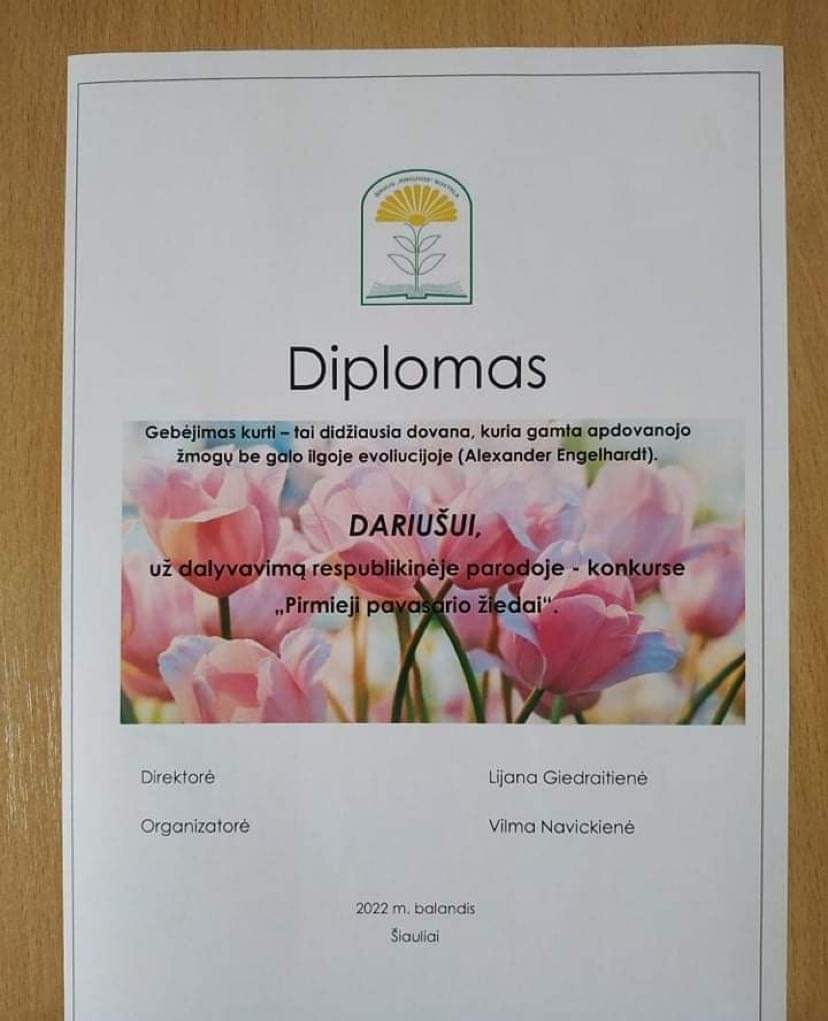 Diplomas
Gebėjimas kurti – tai didžiausia dovana, kuria gamta apdovanojo
žmogų be galo ilgoje evoliucijoje (Alexander Engelhardt).
DARIUŠUI,
už dalyvavimą respublikinėje parodoje - konkurse
„Pirmieji pavasario žiedai“.
Direktorė Lijana Giedraitienė
Organizatorė Vilma Navickienė
2022 m. balandis
Šiauliai